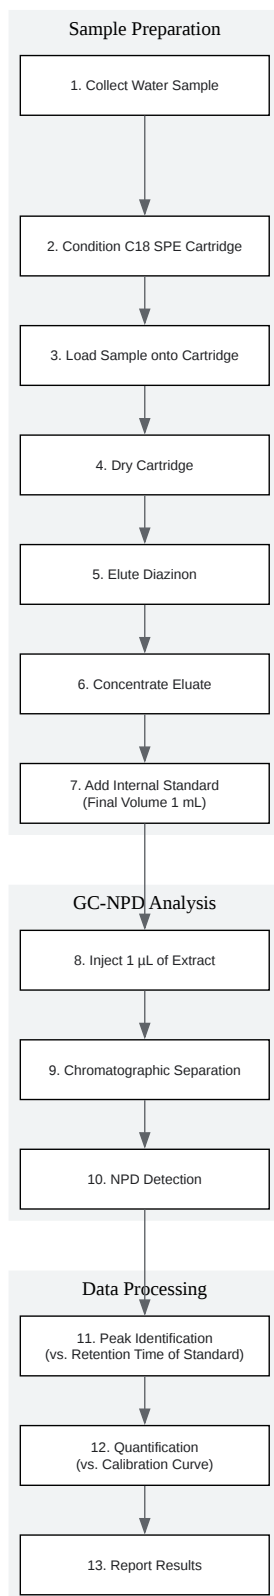 Sample Preparation
1. Collect Water Sample
2. Condition C18 SPE Cartridge
3. Load Sample onto Cartridge
4. Dry Cartridge
5. Elute Diazinon
6. Concentrate Eluate
7. Add Internal Standard
(Final Volume 1 mL)
GC-NPD Analysis
8. Inject 1 µL of Extract
9. Chromatographic Separation
10. NPD Detection
Data Processing
11. Peak Identification
(vs. Retention Time of Standard)
12. Quantification
(vs. Calibration Curve)
13. Report Results